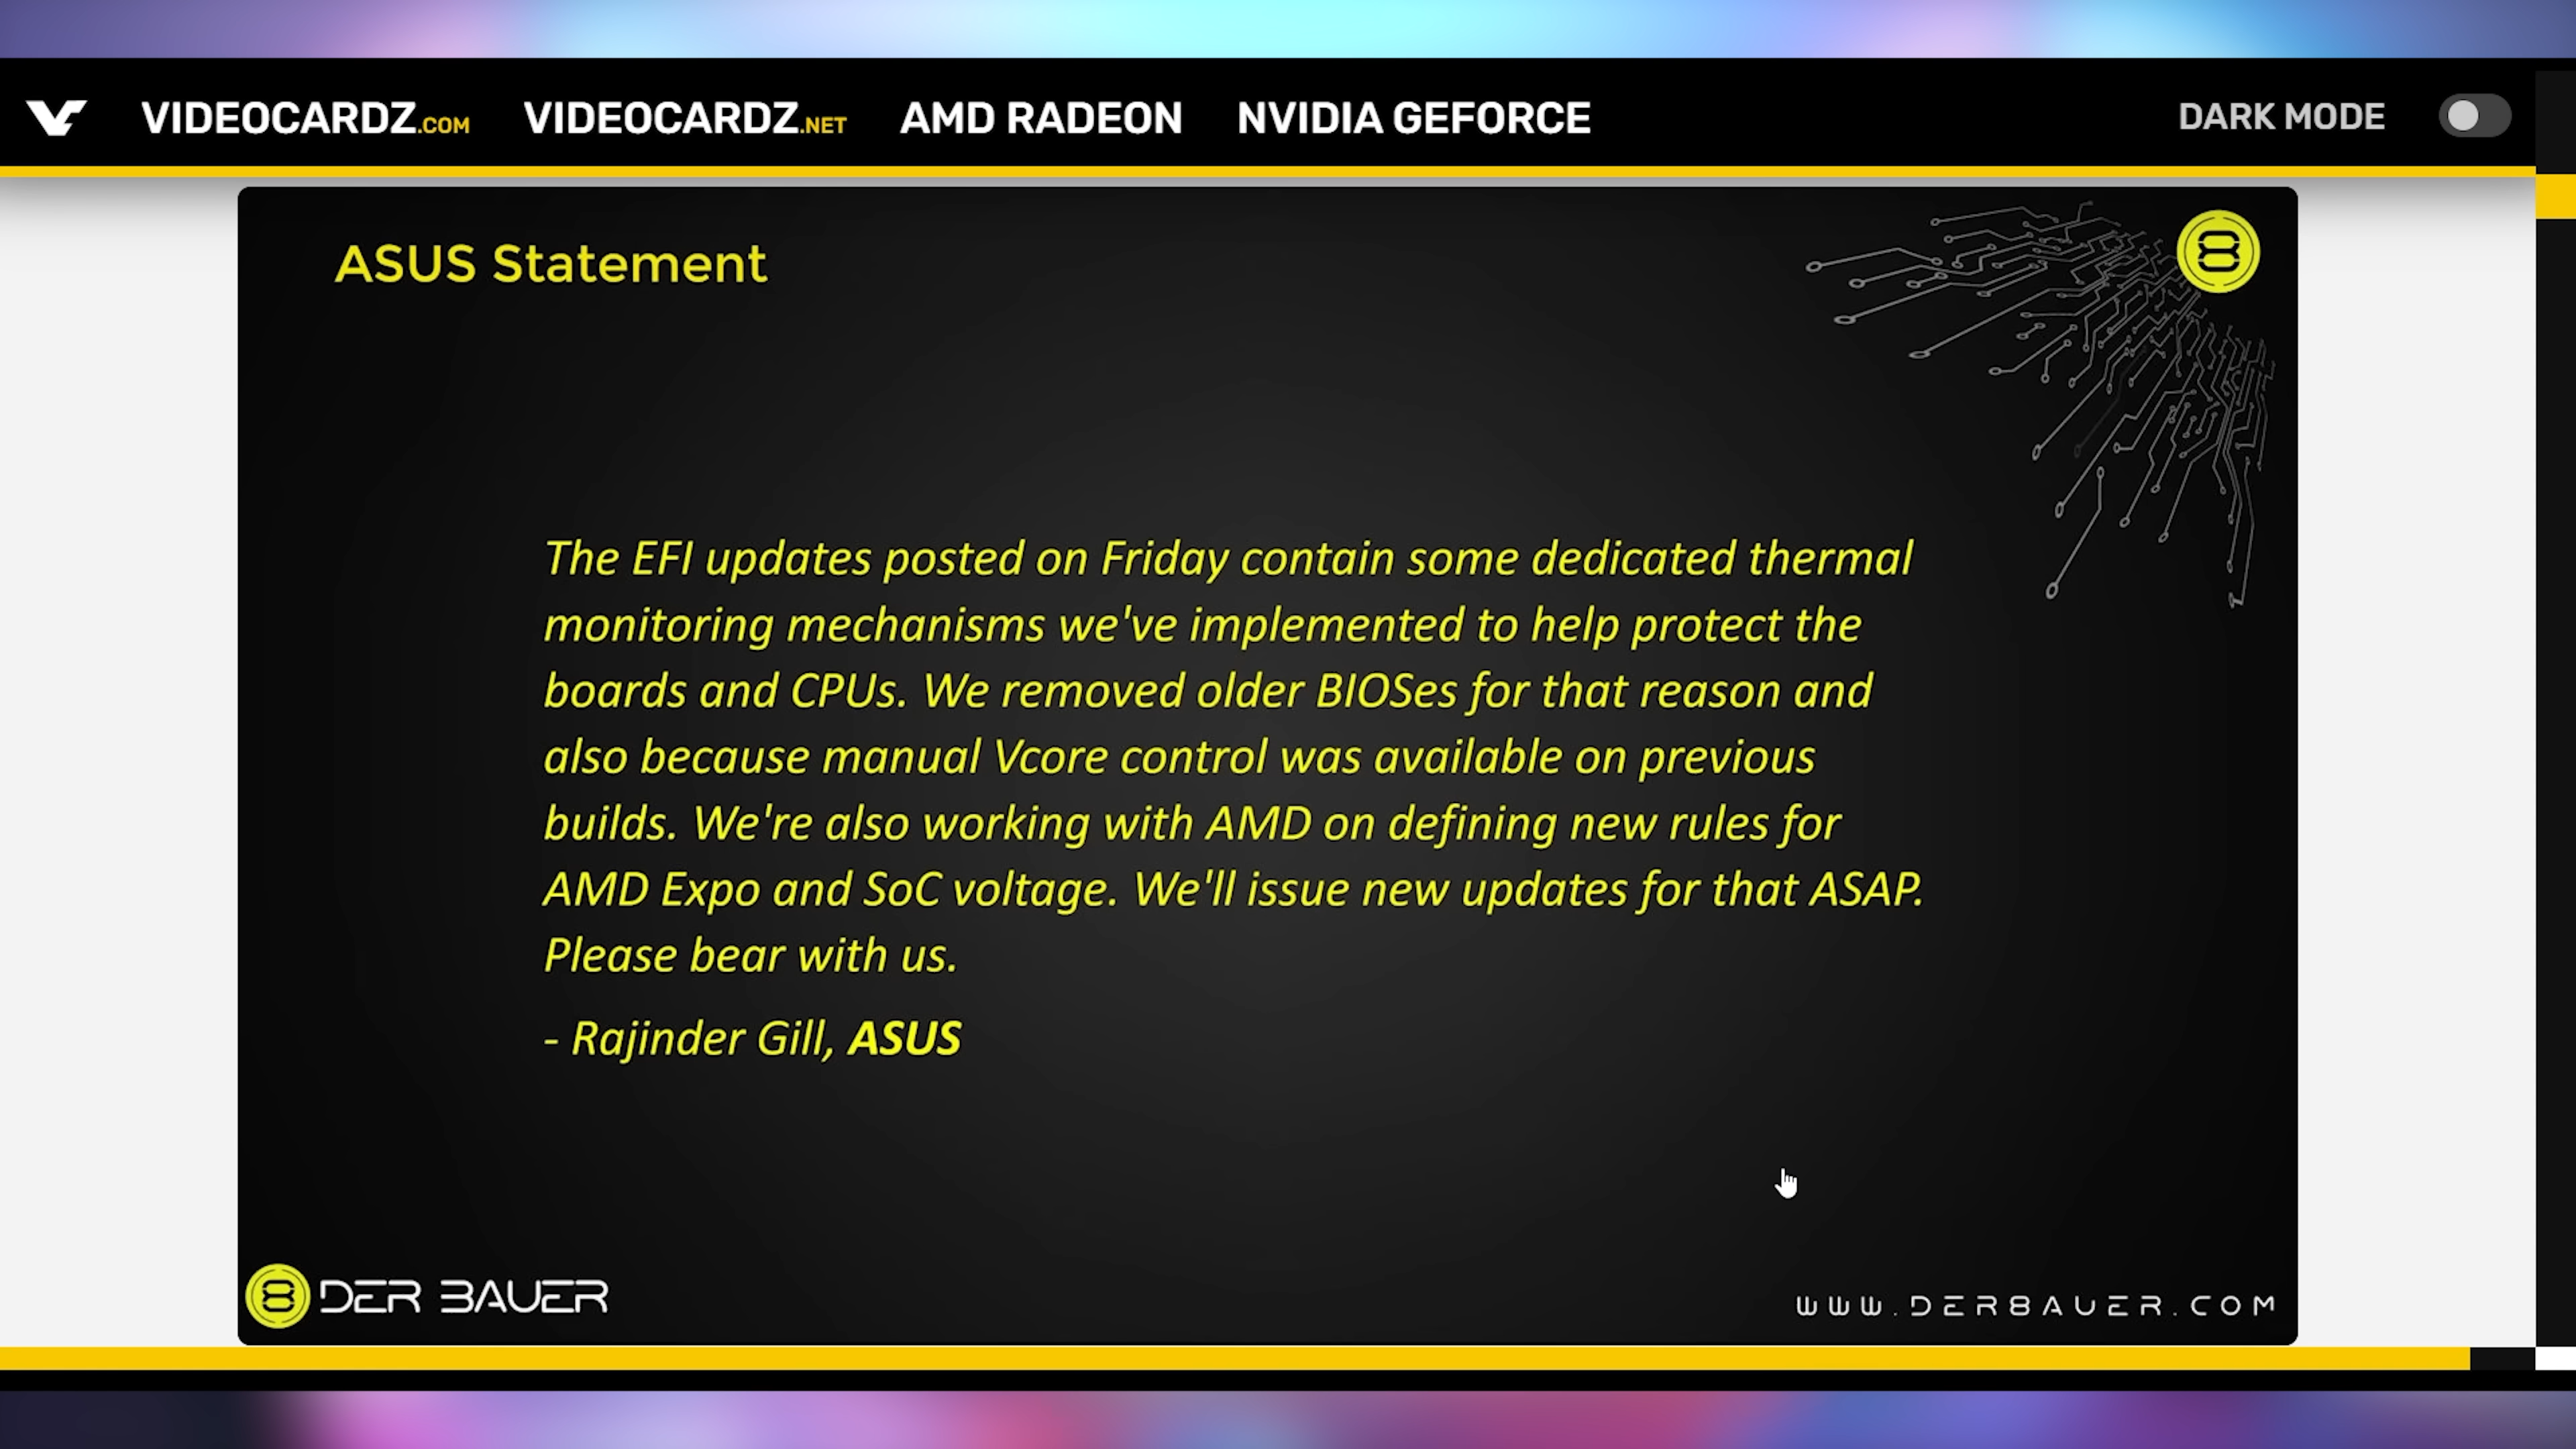 VIDEOCARDZ.COM VIDEOCARDZ.NET AMD RADEON NVIDIA GEFORCE DARK MODE
ASUS Statement
The EFI updates posted on Friday contain some dedicated thermal
monitoring mechanisms we've implemented to help protect the
boards and CPUs. We removed older BIOSes for that reason and
also because manual Vcore control was available on previous
builds. We're also working with AMD on defining new rules for
AMD Expo and SoC voltage. We'll issue new updates for that ASAP.
Please bear with us.
- Rajinder Gill, ASUS
DER BAUER
WWW.DER8AUER.COM